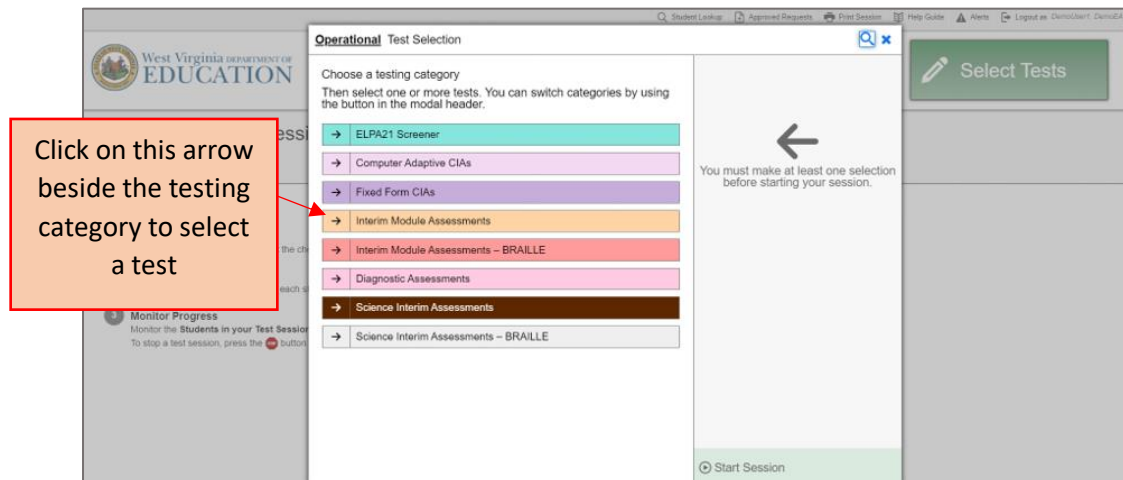 Student Lookup Approved Requests Print Session Help Guide Alerts Logout
West Virginia DEPARTMENT OF
EDUCATION
Select Tests
Operational Test Selection
Choose a testing category
Then select one or more tests. You can switch categories by using
the button in the modal header.
→ ELPA21 Screener
→ Computer Adaptive CIAs
→ Fixed Form CIAs
→ Interim Module Assessments
→ Interim Module Assessments – BRAILLE
→ Diagnostic Assessments
→ Science Interim Assessments
→ Science Interim Assessments – BRAILLE
You must make at least one selection
before starting your session.
Start Session
Click on this arrow
beside the testing
category to select
a test
the
each
Monitor Progress
Monitor the Students in your Test Session
To stop a test session, press the button